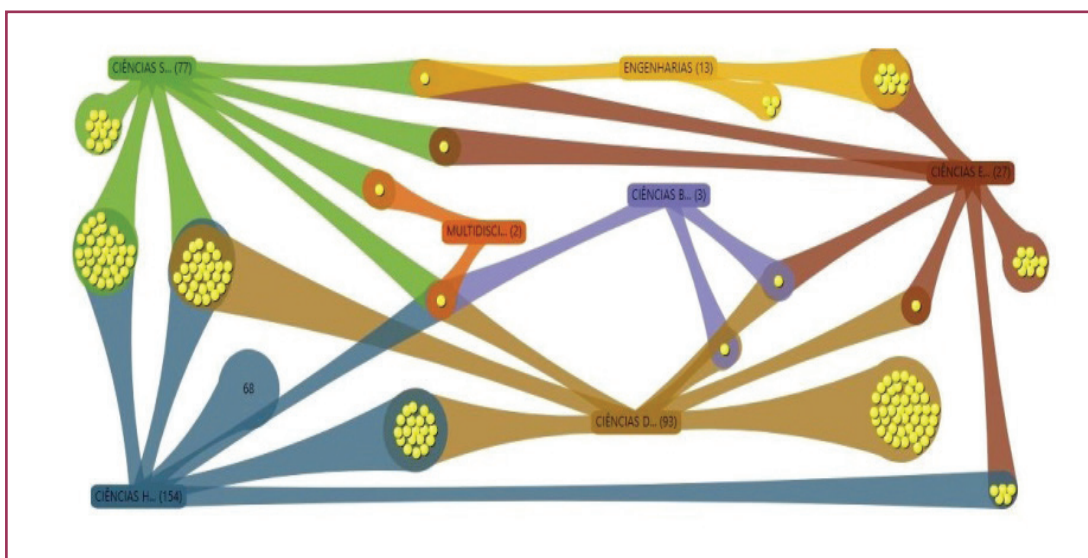 CIÊNCIAS S... (77)
ENGENHARIAS (13)
CIÊNCIAS E... (27)
CIÊNCIAS B... (3)
MULTIDISCI... (2)
68
CIÊNCIAS D... (93)
CIÊNCIAS H... (154)